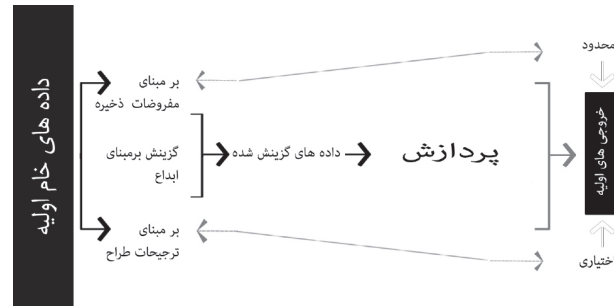 داده های خام اولیه
بر مبنای
مفروضات ذخیره
گزینش برمبنای
ابداع
بر مبنای
ترجیحات طراح
داده های گزینش شده
پردازش
محدود
خروجی های اولیه
ختیاری